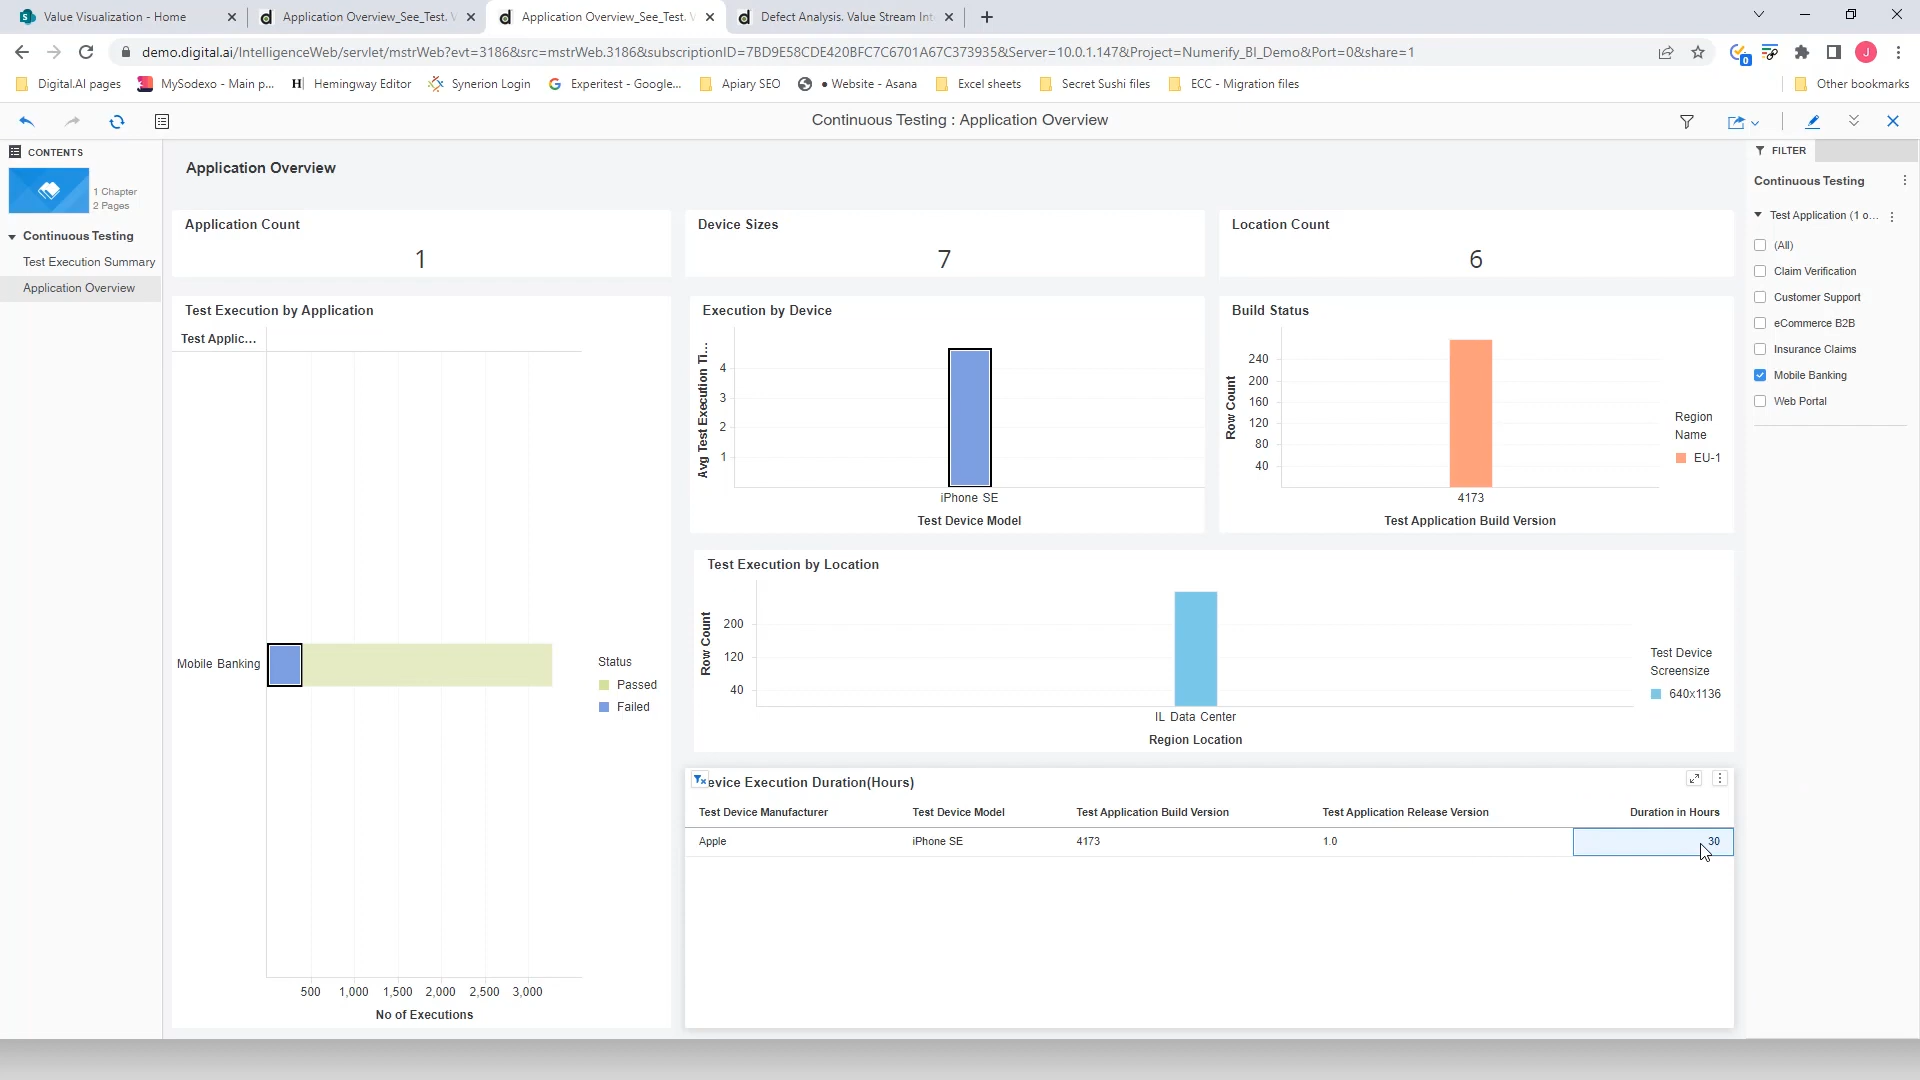 Value Visualization - Home
Application Overview_See_Test. V
Application Overview_See_Test. V
Defect Analysis. Value Stream Int
demo.digital.ai/IntelligenceWeb/servlet/mstrWeb?evt=3186&src=mstrWeb.3186&subscriptionID=7BD9E58CDE420BFC7C6701A67C373935&Server=10.0.1.147&Project=Numerify_BI_Demo&Port=0&share=1
0
J
Digital.AI pages
MySodexo - Main p...
H Hemingway Editor
Synerion Login
Experitest - Google...
Apiary SEO
● Website - Asana
Excel sheets
Secret Sushi files
ECC - Migration files
Other bookmarks
Continuous Testing : Application Overview
CONTENTS
1 Chapter
2 Pages
Continuous Testing
Test Execution Summary
Application Overview
Application Overview
Application Count
1
Device Sizes
7
Location Count
6
Test Execution by Application
Test Applic...
Mobile Banking
Status
Passed
Failed
500 1,000 1,500 2,000 2,500 3,000
No of Executions
Execution by Device
Avg Test Execution Ti...
4
3
2
1
iPhone SE
Test Device Model
Build Status
Row Count
240
200
160
120
80
40
4173
Test Application Build Version
Region
Name
EU-1
Test Execution by Location
Row Count
200
120
40
IL Data Center
Region Location
Test Device
Screensize
640x1136
evice Execution Duration(Hours)
Test Device Manufacturer Test Device Model Test Application Build Version Test Application Release Version Duration in Hours
Apple iPhone SE 4173 1.0 30
FILTER
Continuous Testing
Test Application (1 o...
(All)
Claim Verification
Customer Support
eCommerce B2B
Insurance Claims
Mobile Banking
Web Portal